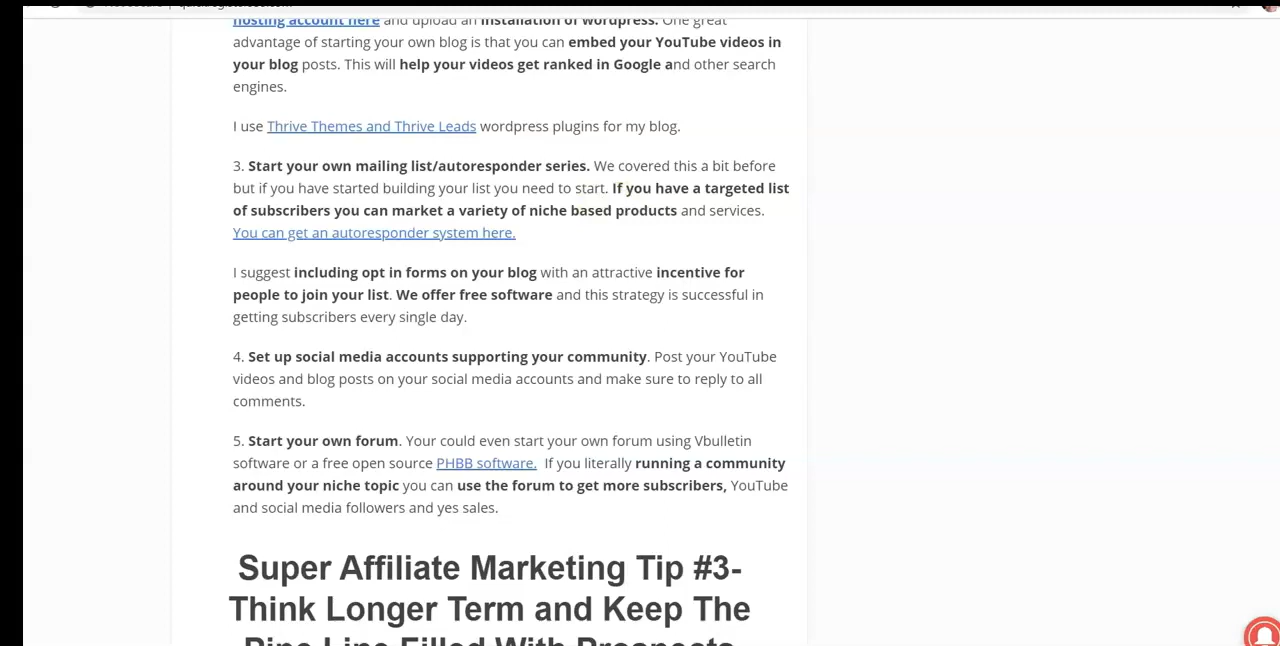 hosting account here and upload an installation of wordpress. One great
advantage of starting your own blog is that you can embed your YouTube videos in
your blog posts. This will help your videos get ranked in Google and other search
engines.
I use Thrive Themes and Thrive Leads wordpress plugins for my blog.
3. Start your own mailing list/autoresponder series. We covered this a bit before
but if you have started building your list you need to start. If you have a targeted list
of subscribers you can market a variety of niche based products and services.
You can get an autoresponder system here.
I suggest including opt in forms on your blog with an attractive incentive for
people to join your list. We offer free software and this strategy is successful in
getting subscribers every single day.
4. Set up social media accounts supporting your community. Post your YouTube
videos and blog posts on your social media accounts and make sure to reply to all
comments.
5. Start your own forum. Your could even start your own forum using Vbulletin
software or a free open source PHBB software. If you literally running a community
around your niche topic you can use the forum to get more subscribers, YouTube
and social media followers and yes sales.
Super Affiliate Marketing Tip #3-
Think Longer Term and Keep The
Pipe Line Filled With Prospects